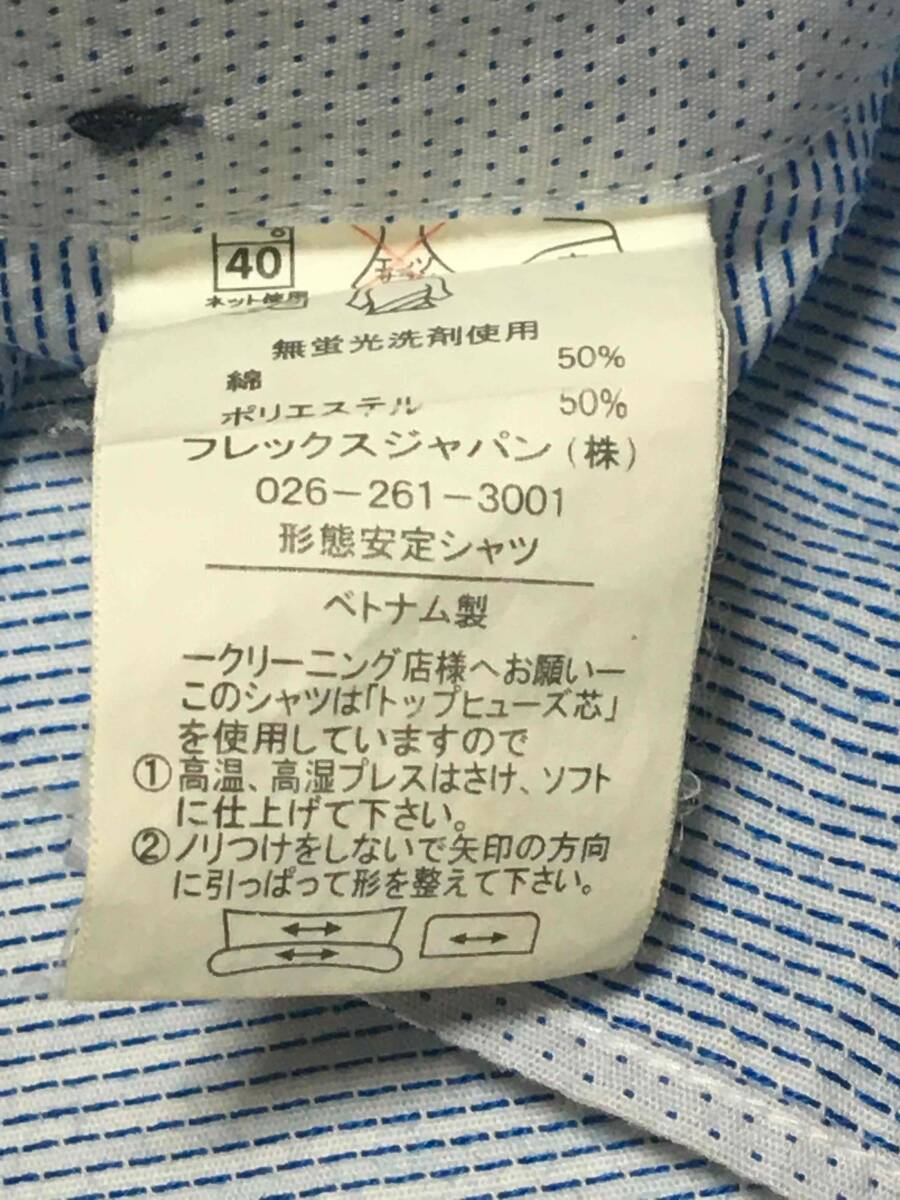 40
ネット使用
無蛍光洗剤使用
綿 50%
ポリエステル 50%
フレックスジャパン(株)
026-261-3001
形態安定シャツ
ベトナム製
ークリーニング店様へお願いー
このシャツは「トップヒューズ芯」
を使用していますので
①高温、高湿プレスはさけ、ソフト
に仕上げて下さい。
②ノリつけをしないで矢印の方向
に引っぱって形を整えて下さい。